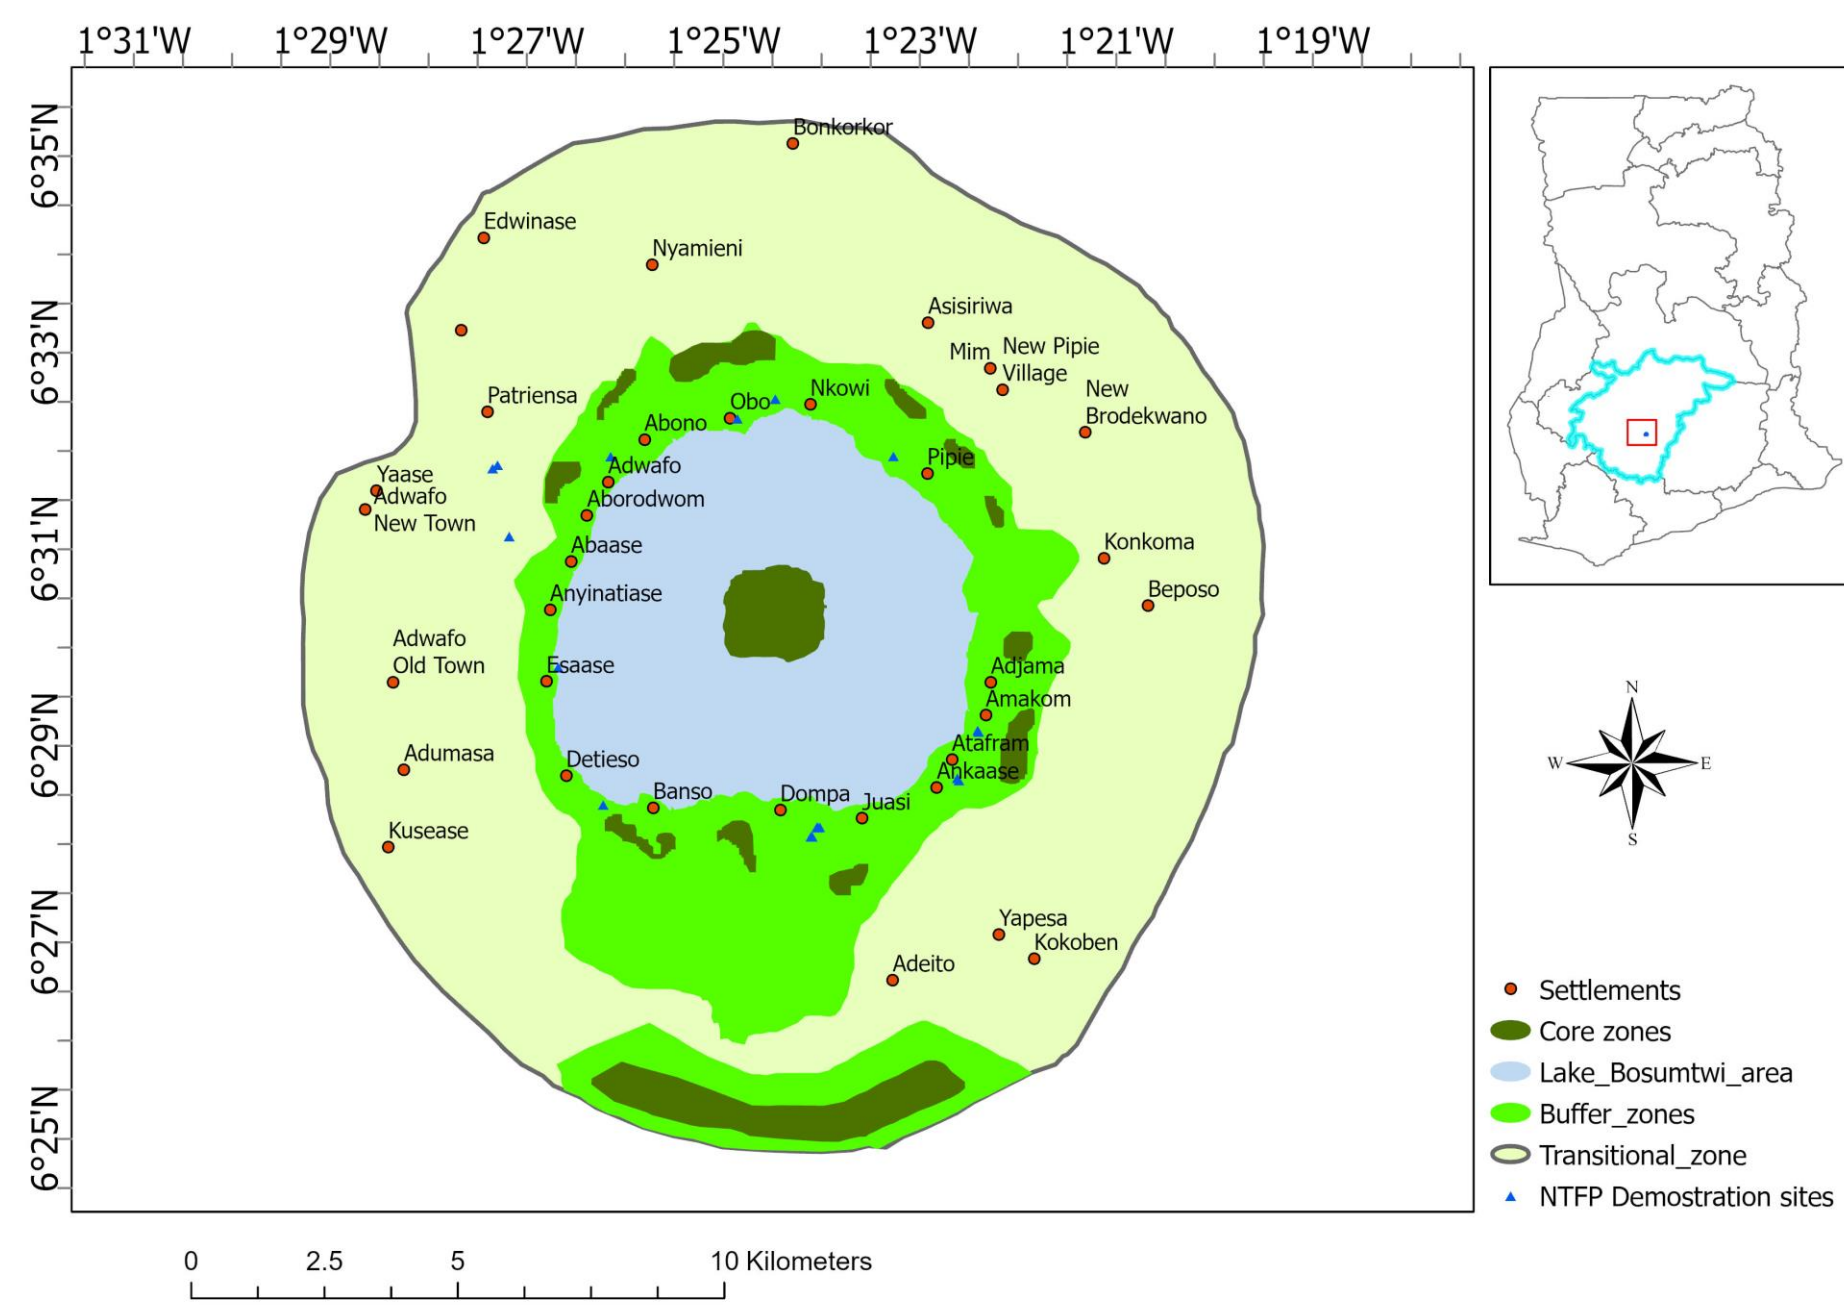 1°31'W 1°29'W 1°27'W 1°25'W 1°23'W 1°21'W 1°19'W
6°35'N
6°33'N
6°31'N
6°29'N
6°27'N
6°25'N
Bonkorkor
Edwinase
Nyamieni
Asisiriwa
Mim
New Pipie
Village
New
Brodekwano
Patriensa
Obo
Nkowi
Abono
Pipie
Adwafo
Yaase
Adwafo
New Town
Aborodwom
Abaase
Konkoma
Anyinatiase
Beposo
Adwafo
Old Town
Esaase
Adjama
Amakom
Atafram
Adumasa
Detieso
Ankaase
Banso
Dompa
Juasi
Kusease
Yapesa
Kokoben
Adeito
N
W
E
S
Settlements
Core zones
Lake_Bosumtwi_area
Buffer_zones
Transitional_zone
NTFP Demostration sites
0 2.5 5 10 Kilometers